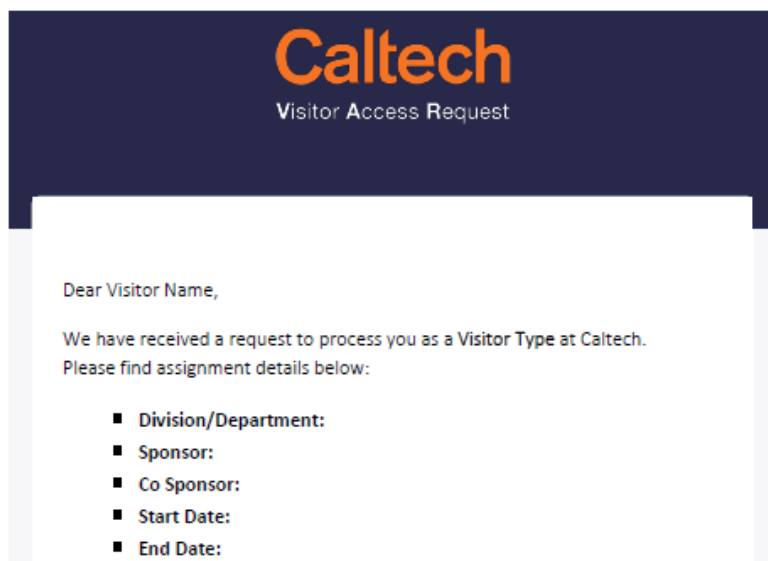 Caltech
Visitor Access Request
Dear Visitor Name,
We have received a request to process you as a Visitor Type at Caltech.
Please find assignment details below:
Division/Department:
Sponsor:
Co Sponsor:
Start Date:
End Date: